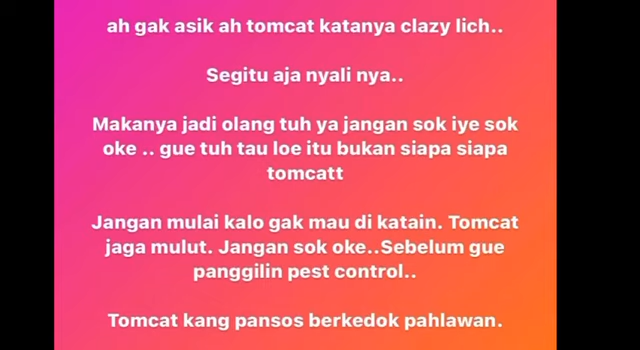 ah gak asik ah tomcat katanya clazy lich..
Segitu aja nyali nya..
Makanya jadi olang tuh ya jangan sok iye sok
oke .. gue tuh tau loe itu bukan siapa siapa
tomcatt
Jangan mulai kalo gak mau di katain. Tomcat
jaga mulut. Jangan sok oke..Sebelum gue
panggilin pest control..
Tomcat kang pansos berkedok pahlawan.